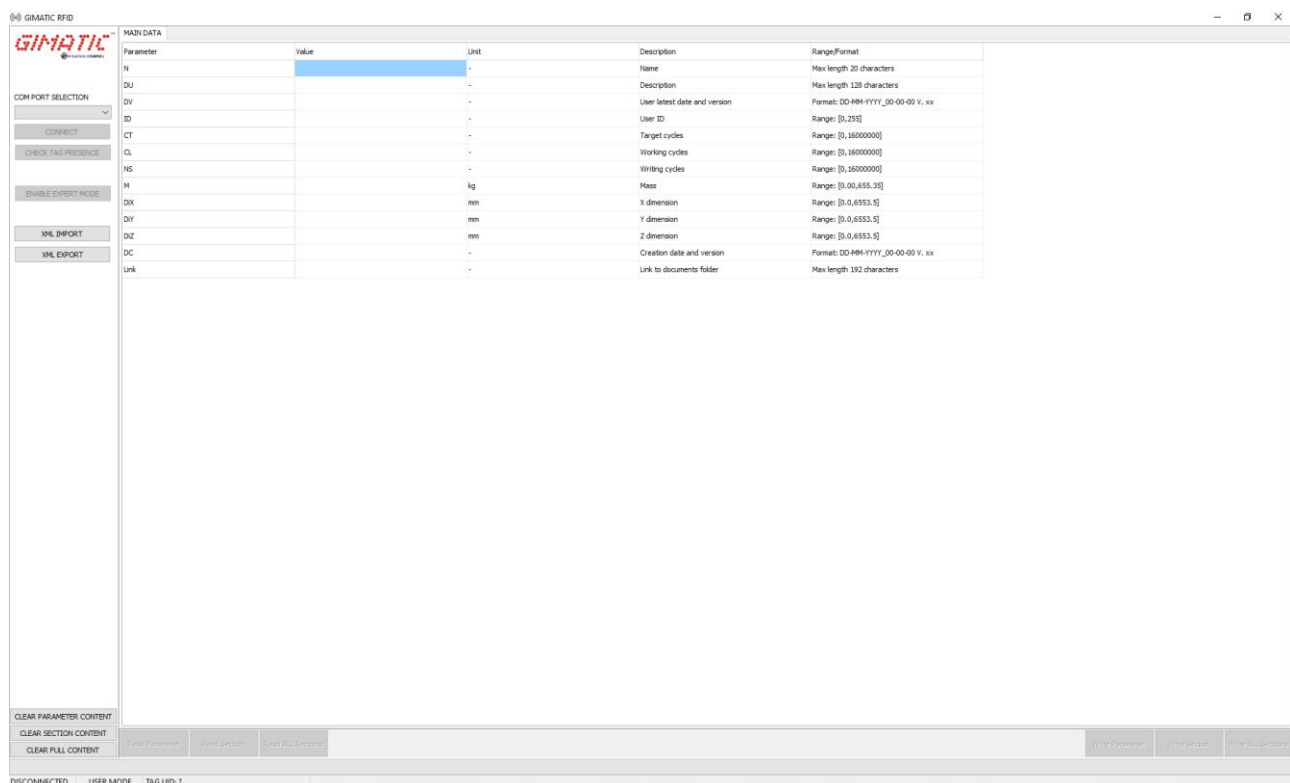 GIMATIC RFID
GIMATIC
MAIN DATA
Parameter Value Unit Description Range/Format
N - Name Max length 20 characters
DU - Description Max length 128 characters
DV - User latest date and version Format: DD-MM-YYYY_00-00-00 V. xx
ID - User ID Range: [0,255]
CT - Target cycles Range: [0,16000000]
CL - Working cycles Range: [0,16000000]
NS - Writing cycles Range: [0,16000000]
M kg Mass Range: [0.00,655.35]
DiX mm X dimension Range: [0.0,6553.5]
DiY mm Y dimension Range: [0.0,6553.5]
DiZ mm Z dimension Range: [0.0,6553.5]
DC - Creation date and version Format: DD-MM-YYYY_00-00-00 V. xx
Link - Link to documents folder Max length 192 characters
COM PORT SELECTION
CONNECT
CHECK TAG PRESENCE
ENABLE EXPERT MODE
XML IMPORT
XML EXPORT
CLEAR PARAMETER CONTENT
CLEAR SECTION CONTENT
CLEAR FULL CONTENT
Read Parameter Read Section Read ALL Sections Write Parameter Write Section Write ALL Sections
DISCONNECTED USER MODE TAG UID: ?